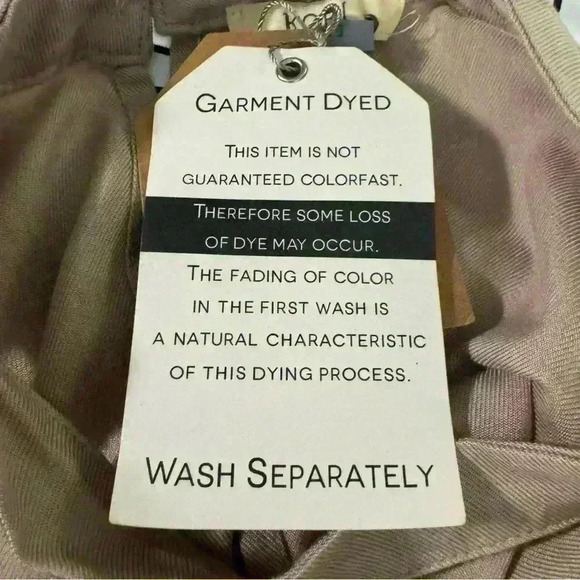 GARMENT DYED
THIS ITEM IS NOT
GUARANTEED COLORFAST.
THEREFORE SOME LOSS
OF DYE MAY OCCUR.
THE FADING OF COLOR
IN THE FIRST WASH IS
A NATURAL CHARACTERISTIC
OF THIS DYING PROCESS.
WASH SEPARATELY